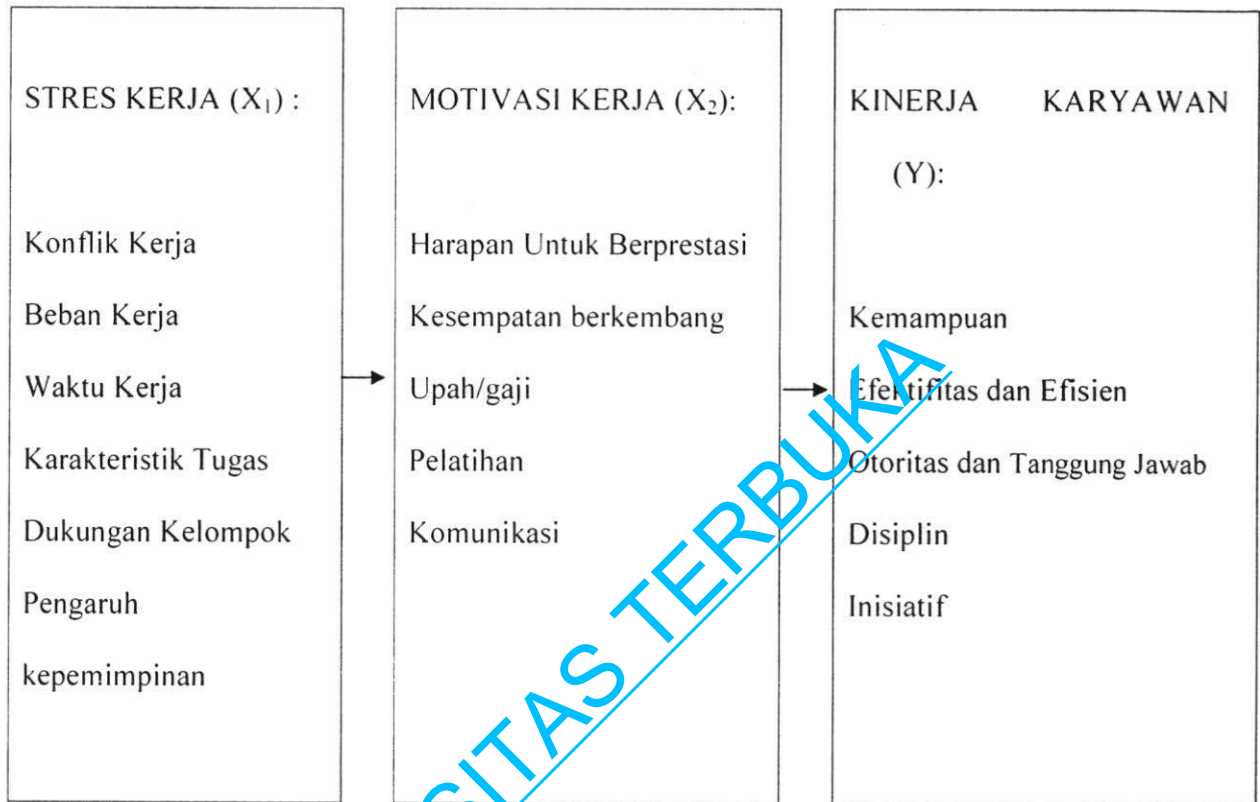 STRES KERJA (X₁) :
Konflik Kerja
Beban Kerja
Waktu Kerja
Karakteristik Tugas
Dukungan Kelompok
Pengaruh
kepemimpinan
MOTIVASI KERJA (X₂):
Harapan Untuk Berprestasi
Kesempatan berkembang
Upah/gaji
Pelatihan
Komunikasi
KINERJA KARYAWAN
(Y):
Kemampuan
Efektifitas dan Efisien
Otoritas dan Tanggung Jawab
Disiplin
Inisiatif
SITAS TERBUKA